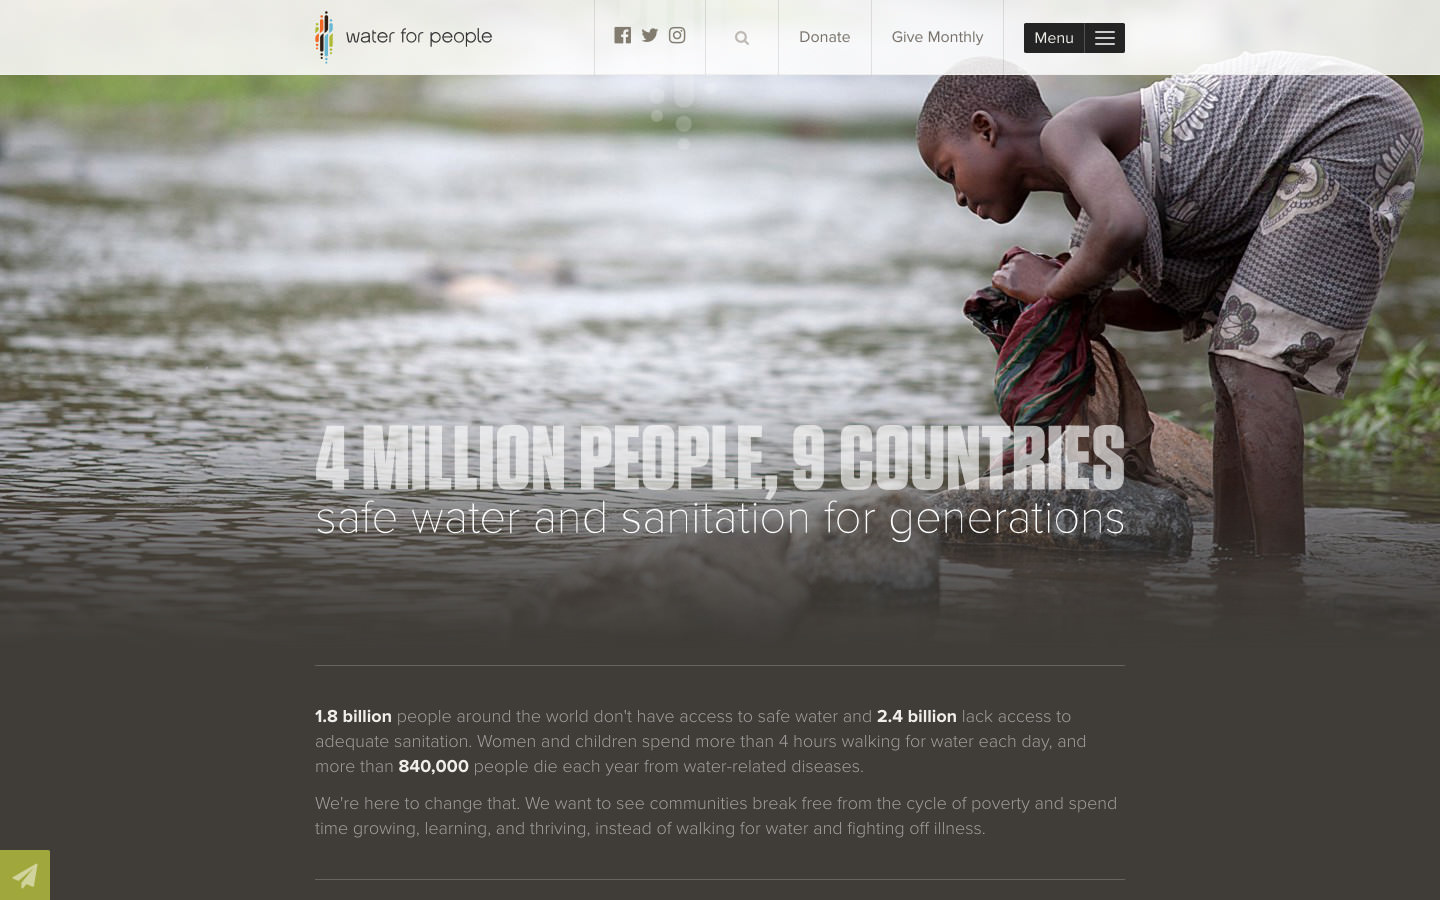 water for people
Donate
Give Monthly
Menu
4 MILLION PEOPLE, 9 COUNTRIES
safe water and sanitation for generations
1.8 billion people around the world don't have access to safe water and 2.4 billion lack access to
adequate sanitation. Women and children spend more than 4 hours walking for water each day, and
more than 840,000 people die each year from water-related diseases.
We're here to change that. We want to see communities break free from the cycle of poverty and spend
time growing, learning, and thriving, instead of walking for water and fighting off illness.